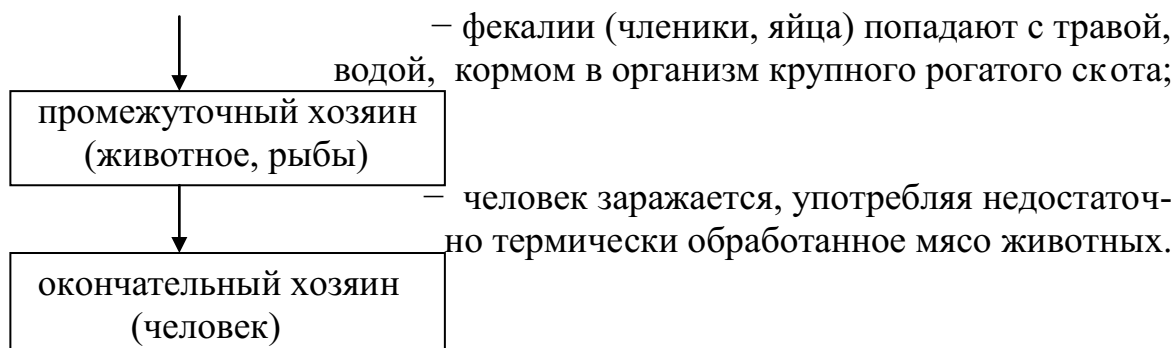 − фекалии (членики, яйца) попадают с травой,
водой, кормом в организм крупного рогатого скота;
промежуточный хозяин
(животное, рыбы)
− человек заражается, употребляя недостаточ-
но термически обработанное мясо животных.
окончательный хозяин
(человек)